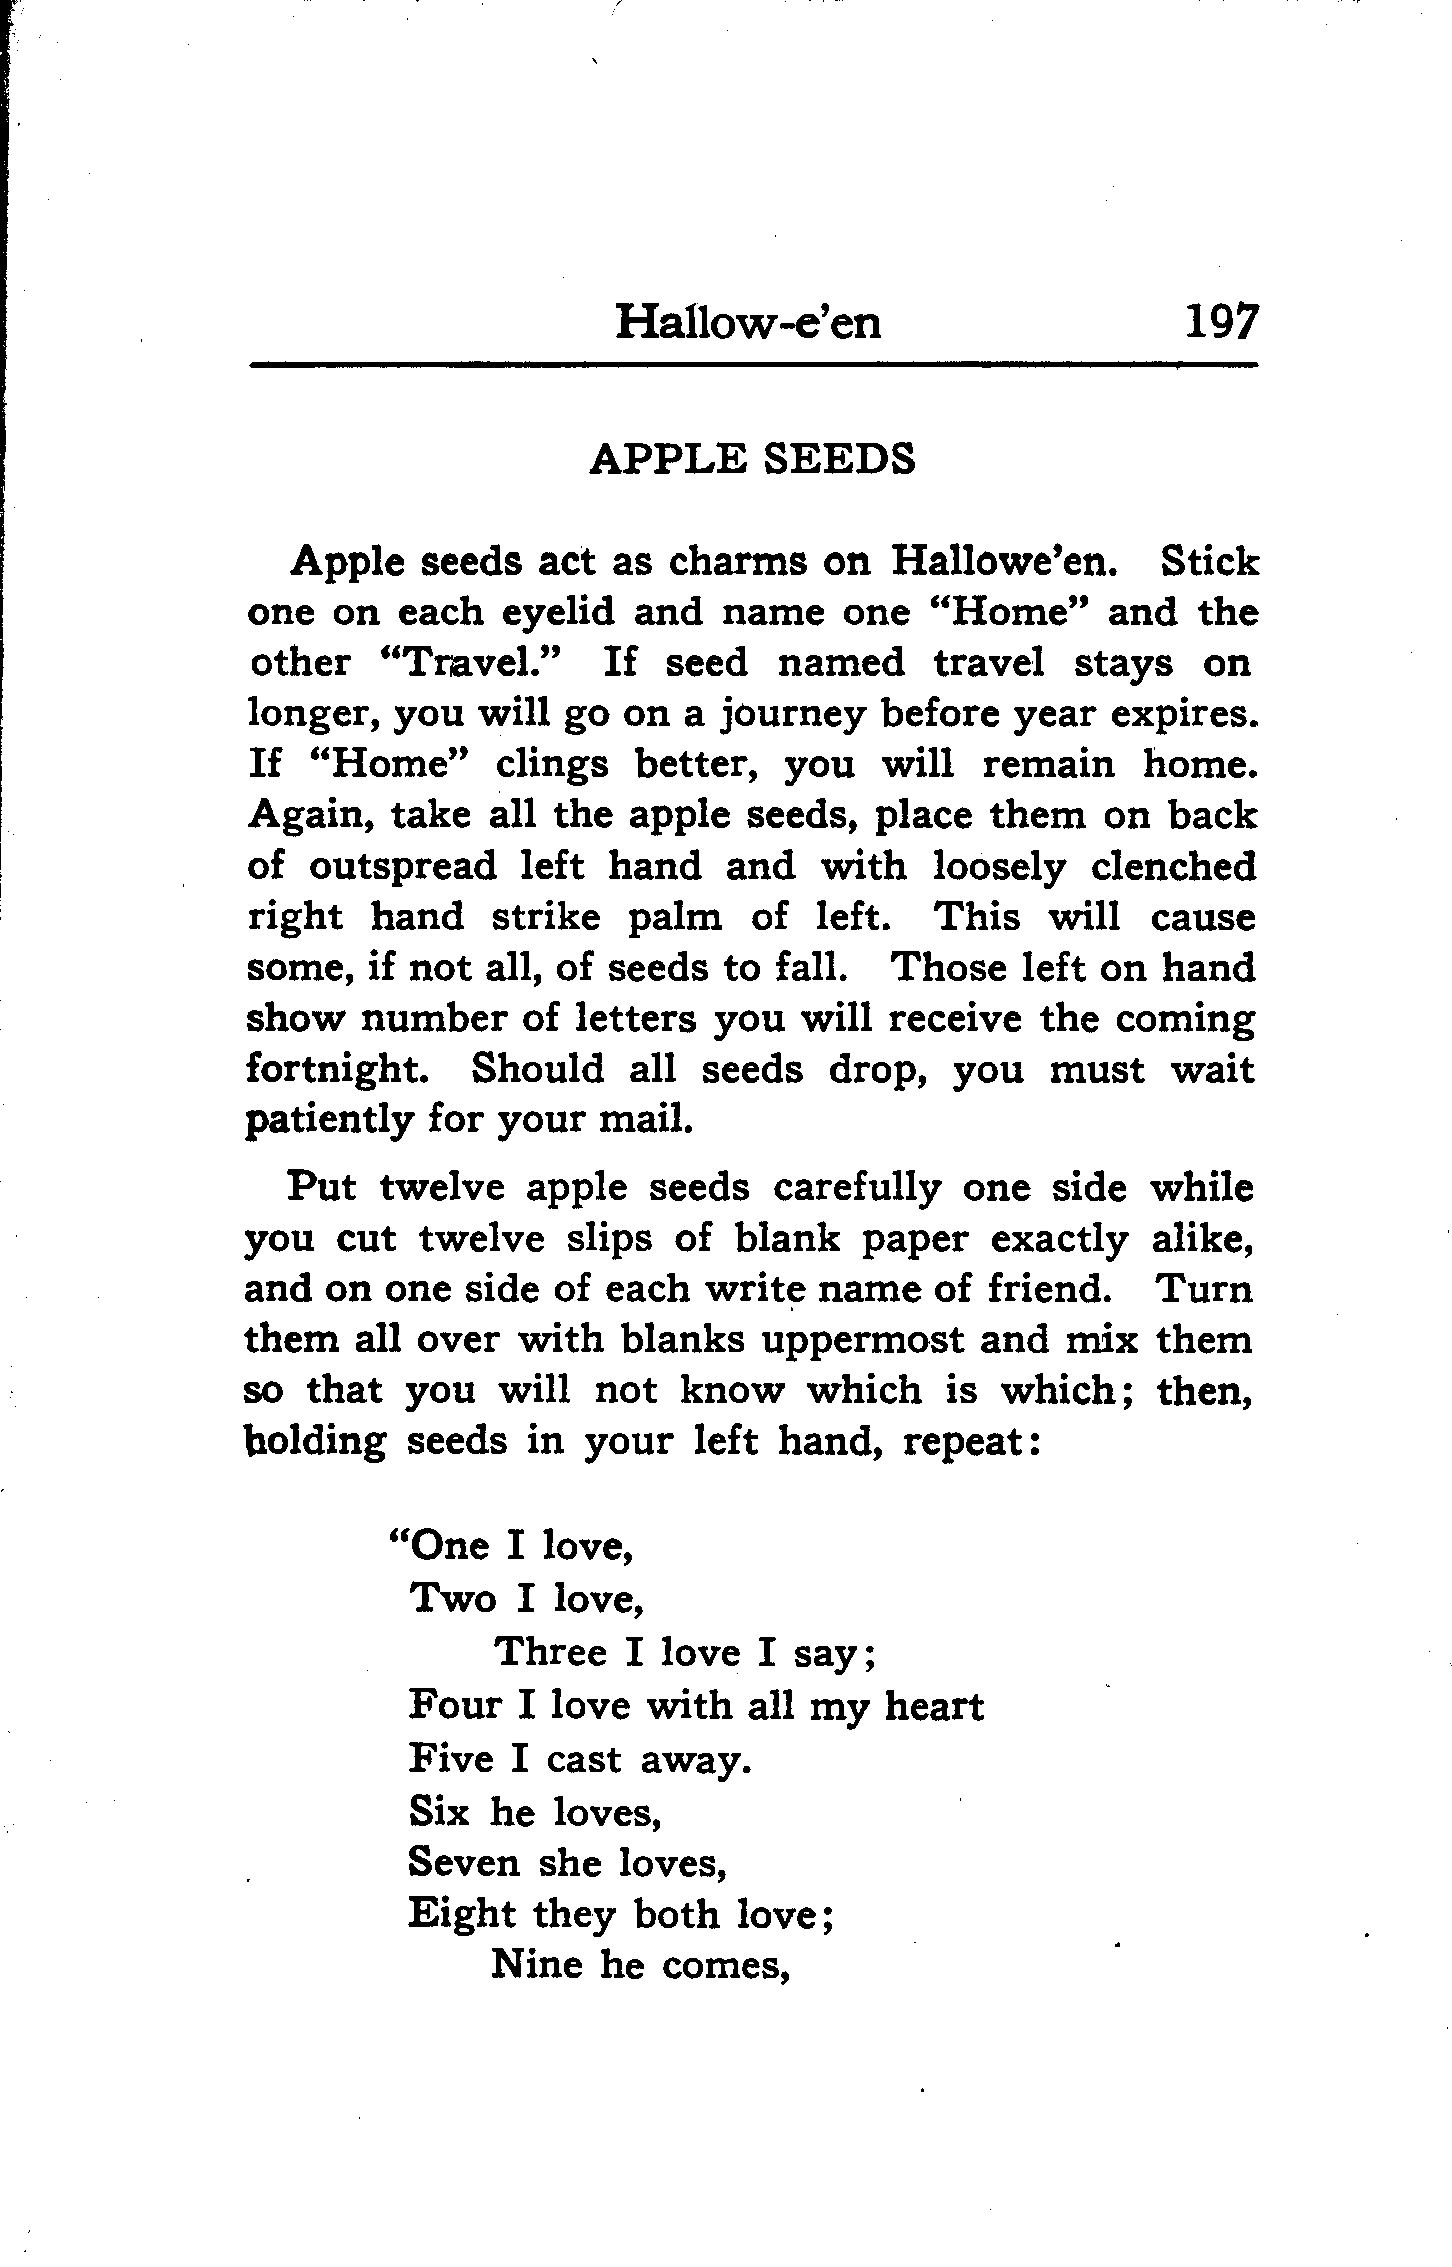 Hallow-e’en 197
APPLE SEEDS
Apple seeds act as charms on Hallowe’en. Stick
one on each eyelid and name one “Home” and the
other “Travel.” If seed named travel stays on
longer, you will go on a journey before year expires.
If “Home” clings better, you will remain home.
Again, take all the apple seeds, place them on back
of outspread left hand and with loosely clenched
right hand strike palm of left. This will cause
some, if not all, of seeds to fall. Those left on hand
show number of letters you will receive the coming
fortnight. Should all seeds drop, you must wait
patiently for your mail.
Put twelve apple seeds carefully one side while
you cut twelve slips of blank paper exactly alike,
and on one side of each write name of friend. Turn
them all over with blanks uppermost and mix them
so that you will not know which is which; then,
holding seeds in your left hand, repeat:
“One I love,
Two I love,
Three I love I say;
Four I love with all my heart
Five I cast away.
Six he loves,
Seven she loves,
Eight they both love;
Nine he comes,